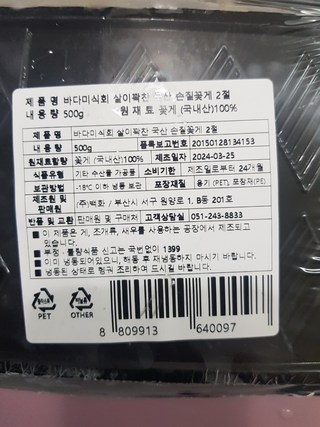 제 품 명 바다미식회 살이꽉찬 국산 손질꽃게 2절
내 용 량 500g 원 재 료 꽃게 (국내산)100%
제 품 명 바다미식회 살이꽉찬 국산 손질꽃게 2절
내 용 량 500g 품목보고번호 20150128134153
원재료함량 꽃게 (국내산)100% 제조일자 2024-03-25
식품유형 기타 수산물 가공품 소비기한 제조일로부터 24개월
보관방법 -18℃ 이하 냉동 보관 포장재질 용기(PET), 포장재(PE)
제조원 및 판매원 (주)백화 / 부산시 서구 원양로 1, B동 201호
반품 및 교환 판매원 및 구매처 고객상담실 051-243-8833
■ 이 제품은 게, 조개류, 새우를 사용하는 공장에서 제조되고 있습니다.
■ 부정·불량식품 신고는 국번없이 1399
■ 이미 냉동되어있으니, 해동 후 재냉동하지 마시기 바랍니다.
■ 냉동된 상태로 헹궈 조리하여 드시길 바랍니다.
PET OTHER
8 809913 640097